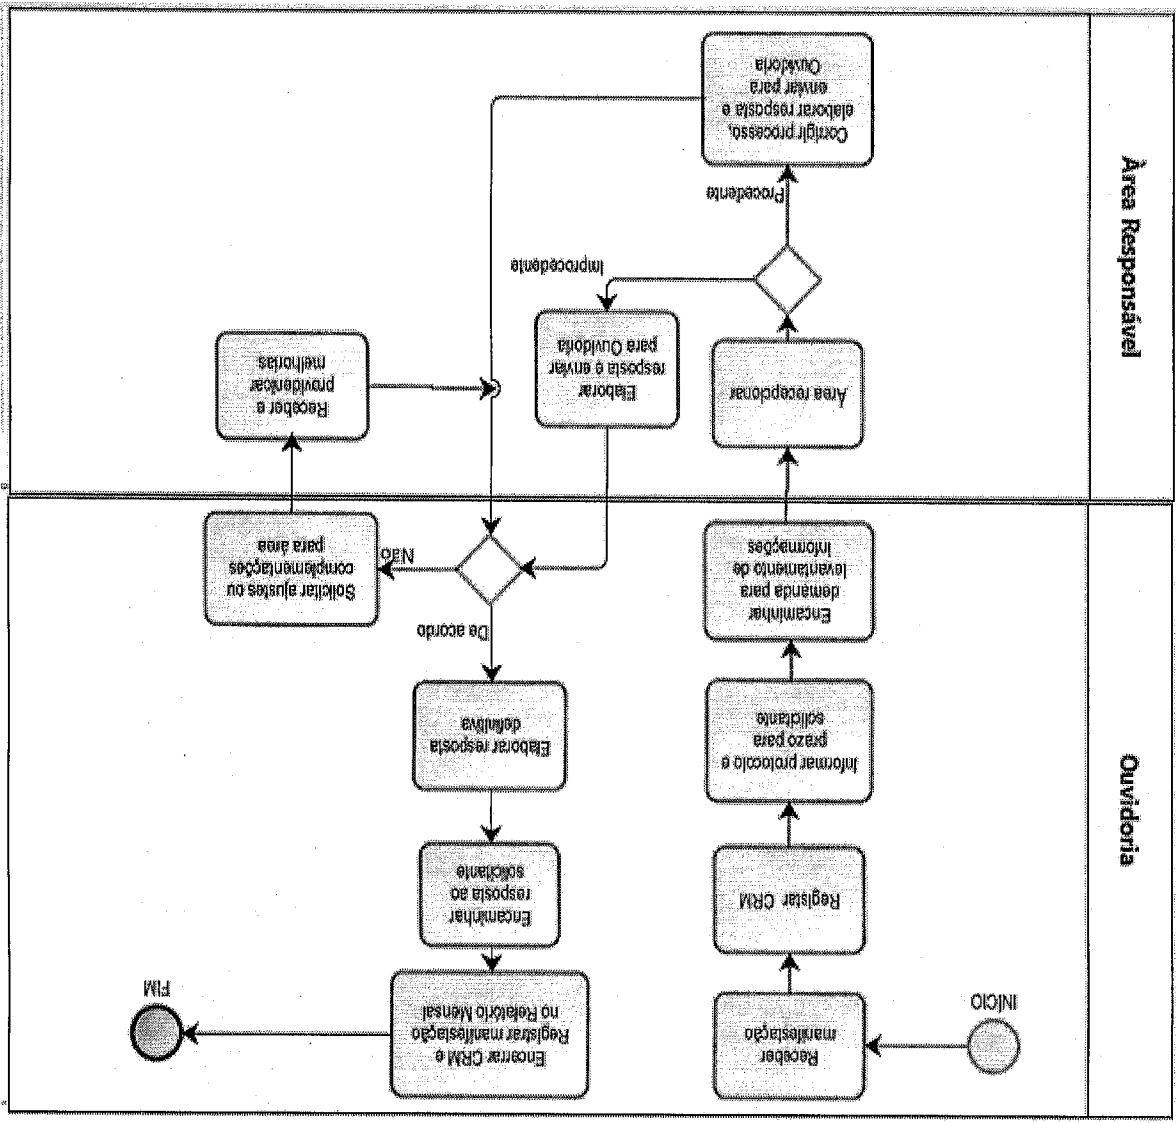 Ouvidoria
INÍCIO
Receber
manifestação
Registar CRM
Informar protocolo e
prazo para
solicitante
Encaminhar
demanda para
levantamento de
Informações
Encerrar CRM e
Registrar manifestação
no Relatório Mensal
FIM
Encaminhar
resposta ao
solicitante
Elaborar resposta
definitiva
De acordo
Não
Solicitar ajustes ou
complementações
para área
Àrea Responsável
Àrea recepcionar
Procedente
Improcedente
Elaborar
resposta e enviar
para Ouvidoria
Receber e
providenicar
melhorias
Corrigir processo,
elaborar resposta e
enviar para
Ouvidoria